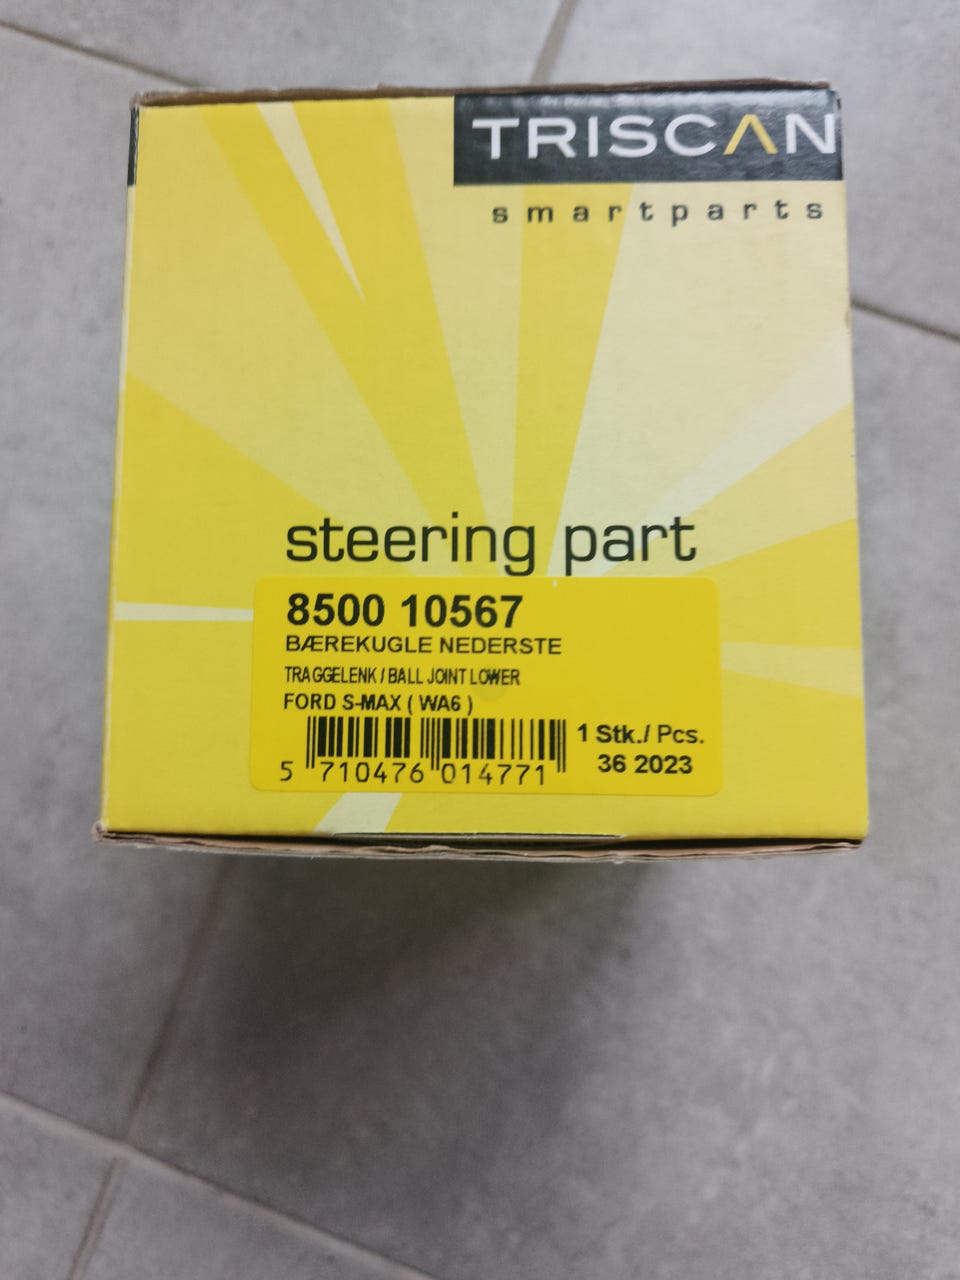 TRISCAN
smartparts
steering part
8500 10567
BÆREKUGLE NEDERSTE
TRAGGELENK / BALL JOINT LOWER
FORD S-MAX ( WA6 )
1 Stk./ Pcs.
36 2023
5 710476 014771